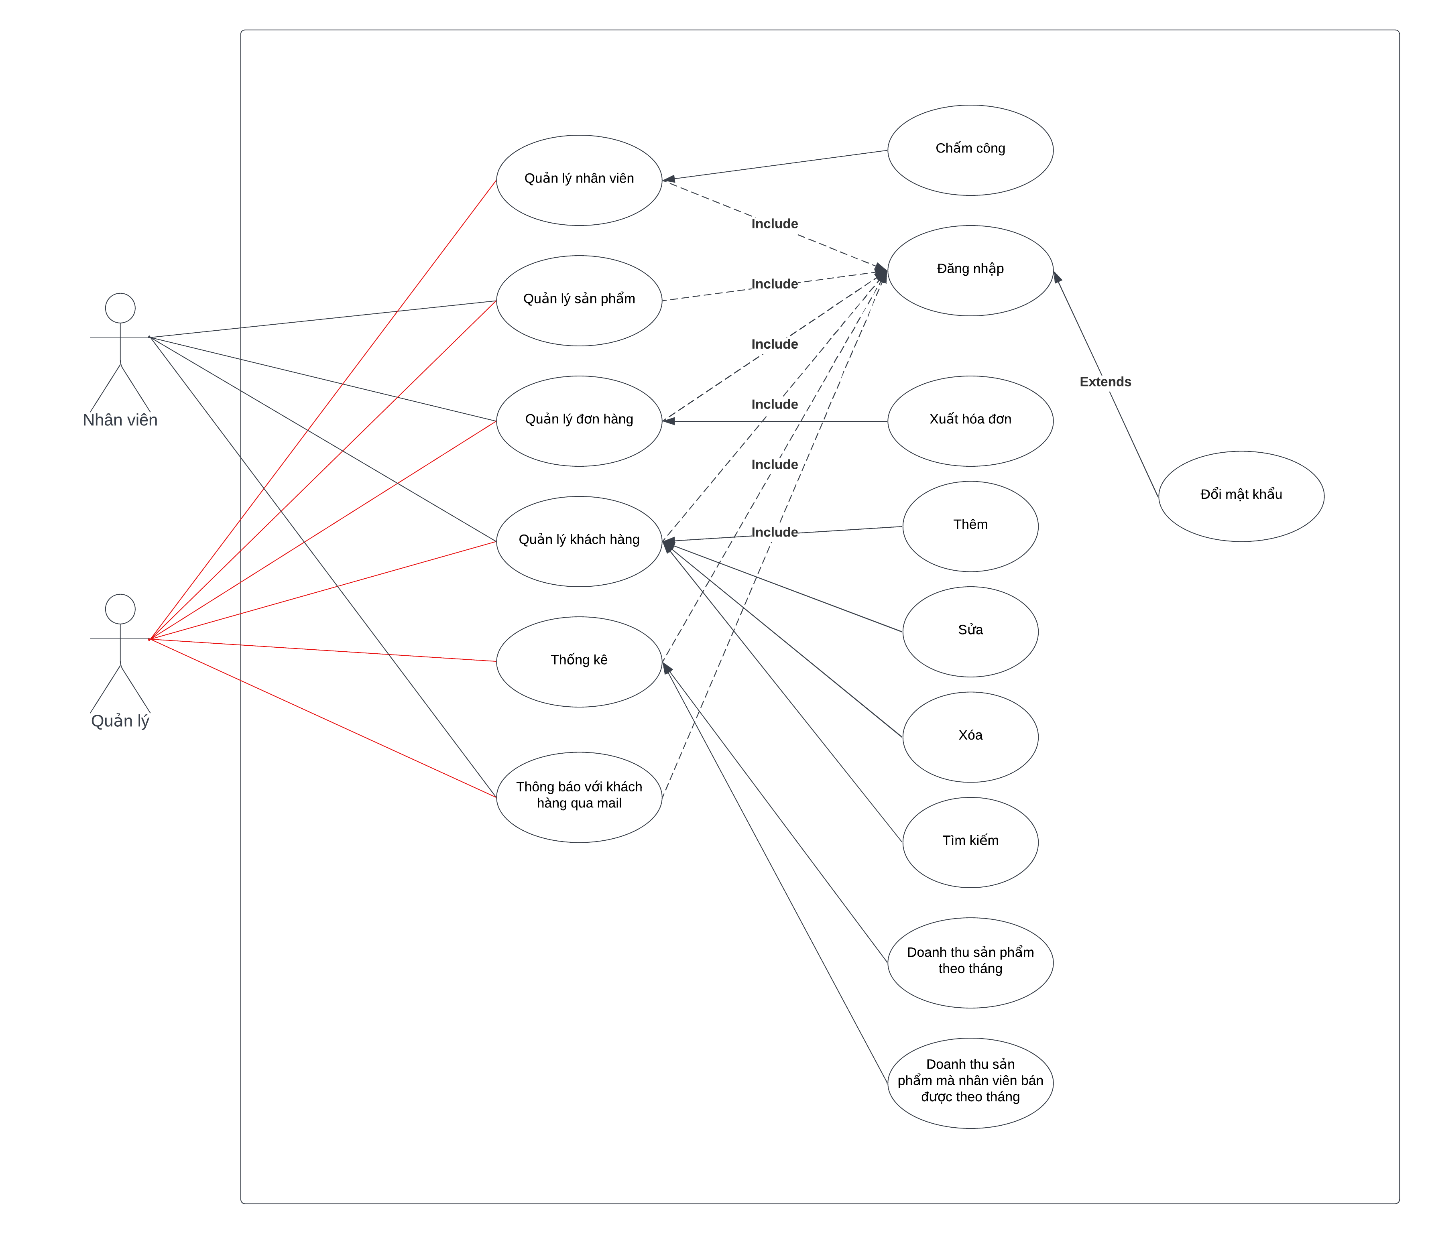 Chấm công
Quản lý nhân viên
Include
Đăng nhập
Include
Quản lý sản phẩm
Include
Extends
Include
Nhân viên
Quản lý đơn hàng
Xuất hóa đơn
Include
Đổi mật khẩu
Thêm
Include
Quản lý khách hàng
Sửa
Thống kê
Quản lý
Xóa
Thông báo với khách
hàng qua mail
Tìm kiếm
Doanh thu sản phẩm
theo tháng
Doanh thu sản
phẩm mà nhân viên bán
được theo tháng